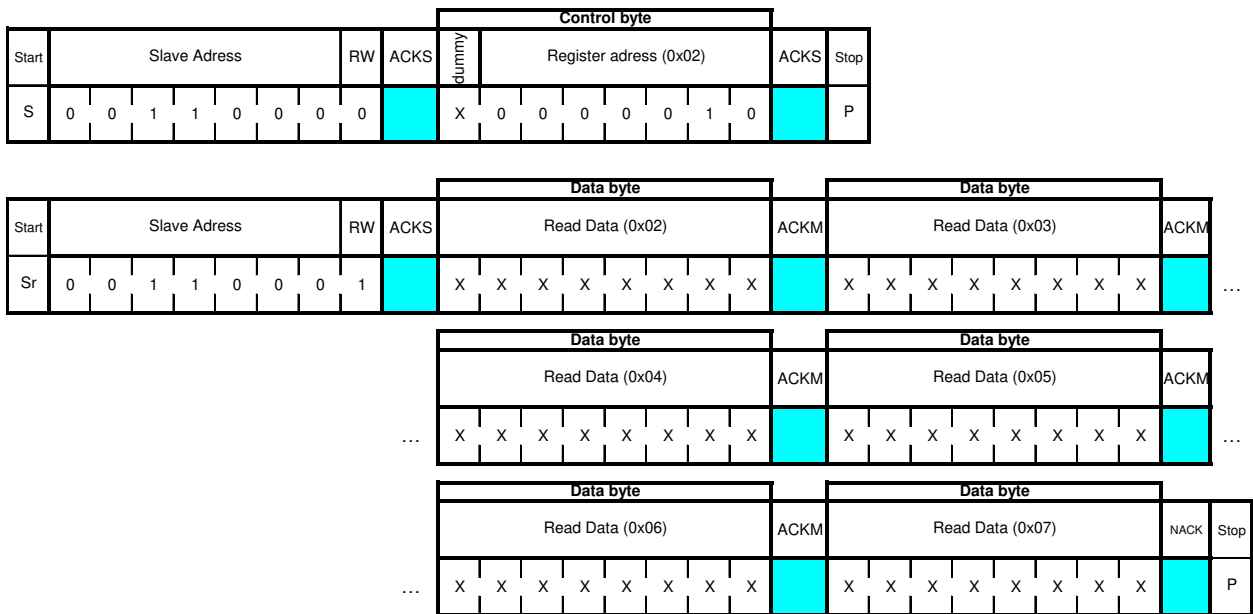 Control byte
Start Slave Adress RW ACKS dummy Register adress (0x02) ACKS Stop
S 0 0 1 1 0 0 0 0 X 0 0 0 0 0 1 0 P
Data byte Data byte
Start Slave Adress RW ACKS Read Data (0x02) ACKM Read Data (0x03) ACKM
Sr 0 0 1 1 0 0 0 1 X X X X X X X X X X X X X X X X …
Data byte Data byte
Read Data (0x04) ACKM Read Data (0x05) ACKM
… X X X X X X X X X X X X X X X X …
Data byte Data byte
Read Data (0x06) ACKM Read Data (0x07) NACK Stop
… X X X X X X X X X X X X X X X X P